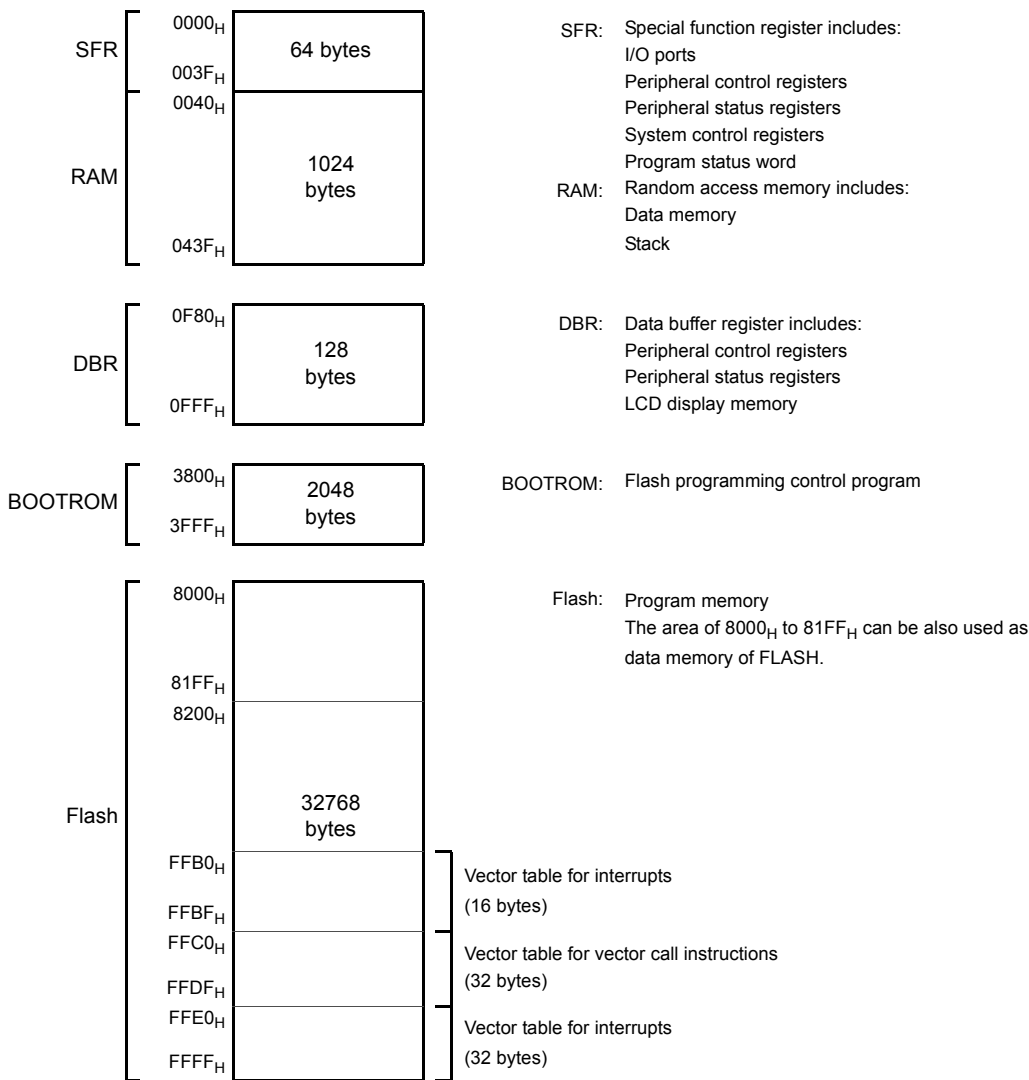 0000H
SFR
64 bytes
003FH
0040H
RAM
1024
bytes
043FH
SFR: Special function register includes:
I/O ports
Peripheral control registers
Peripheral status registers
System control registers
Program status word
RAM: Random access memory includes:
Data memory
Stack
0F80H
DBR
128
bytes
0FFFH
DBR: Data buffer register includes:
Peripheral control registers
Peripheral status registers
LCD display memory
3800H
BOOTROM
2048
bytes
3FFFH
BOOTROM: Flash programming control program
8000H
81FFH
8200H
Flash: Program memory
The area of 8000H to 81FFH can be also used as
data memory of FLASH.
Flash
32768
bytes
FFB0H
FFBFH
Vector table for interrupts
(16 bytes)
FFC0H
FFDFH
Vector table for vector call instructions
(32 bytes)
FFE0H
FFFFH
Vector table for interrupts
(32 bytes)